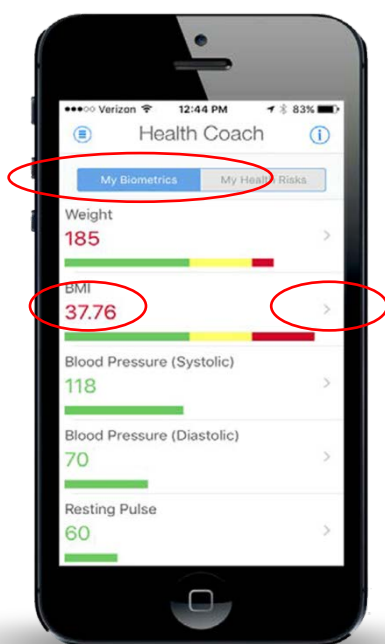 Verizon 12:44 PM 83%
Health Coach
My Biometrics My Health Risks
Weight
185
BMI
37.76
Blood Pressure (Systolic)
118
Blood Pressure (Diastolic)
70
Resting Pulse
60